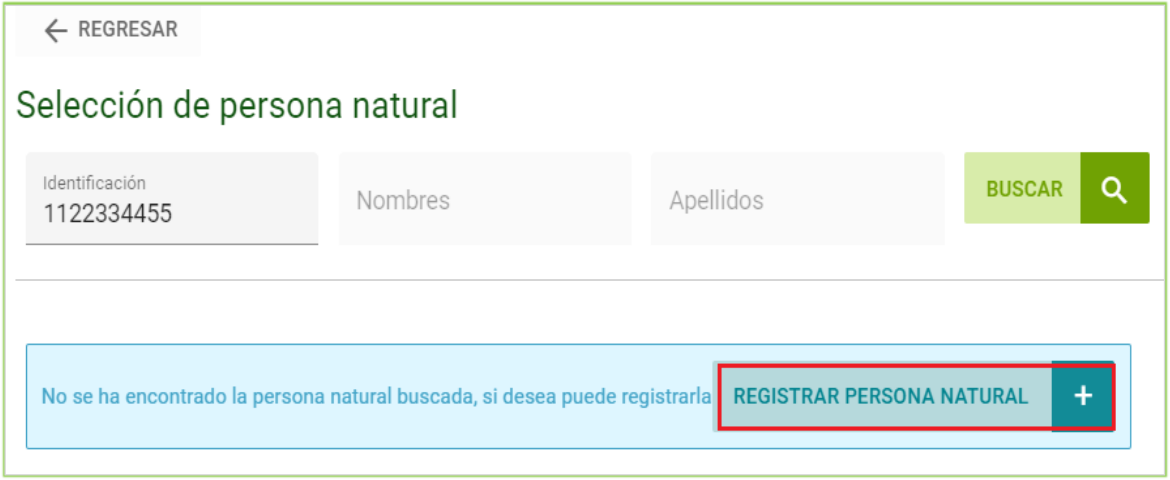 REGRESAR
Selección de persona natural
Identificación
1122334455
Nombres
Apellidos
BUSCAR
No se ha encontrado la persona natural buscada, si desea puede registrarla REGISTRAR PERSONA NATURAL +